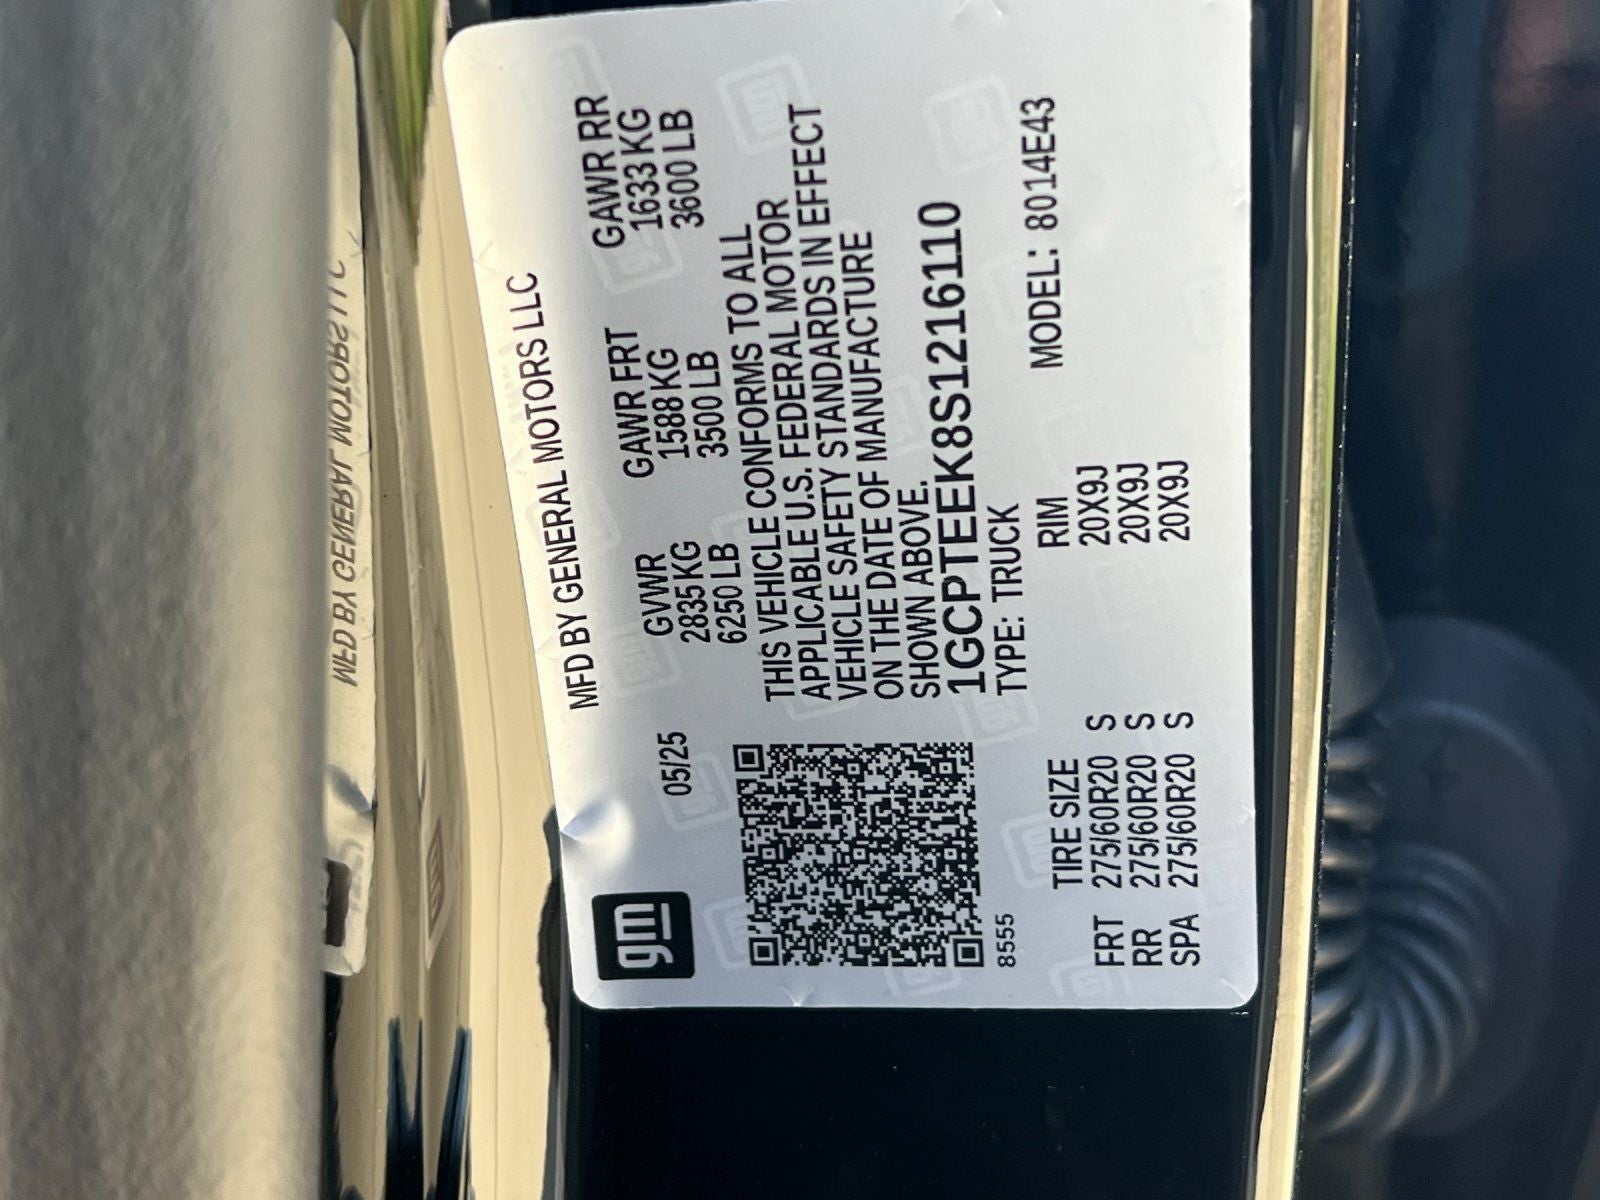 gm
MFD BY GENERAL MOTORS LLC
05/25
GVWR GAWR FRT GAWR RR
2835 KG 1588 KG 1633 KG
6250 LB 3500 LB 3600 LB
THIS VEHICLE CONFORMS TO ALL
APPLICABLE U.S. FEDERAL MOTOR
VEHICLE SAFETY STANDARDS IN EFFECT
ON THE DATE OF MANUFACTURE
SHOWN ABOVE.
1GCPTEEK8S1216110
TYPE: TRUCK MODEL: 8014E43
8555
TIRE SIZE RIM
FRT 275/60R20 S 20X9J
RR 275/60R20 S 20X9J
SPA 275/60R20 S 20X9J
MFD BY GENERAL MOTORS LLC